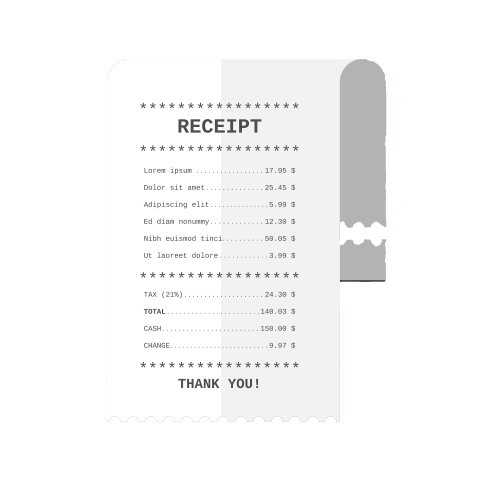 *****************
RECEIPT
*****************
Lorem ipsum ................17.95 $
Dolor sit amet..............25.45 $
Adipiscing elit..............5.99 $
Ed diam nonummy.............12.30 $
Nibh euismod tinci..........50.05 $
Ut laoreet dolore............3.99 $
*****************
TAX (21%)...................24.30 $
TOTAL......................140.03 $
CASH.......................150.00 $
CHANGE.......................9.97 $
*****************
THANK YOU!